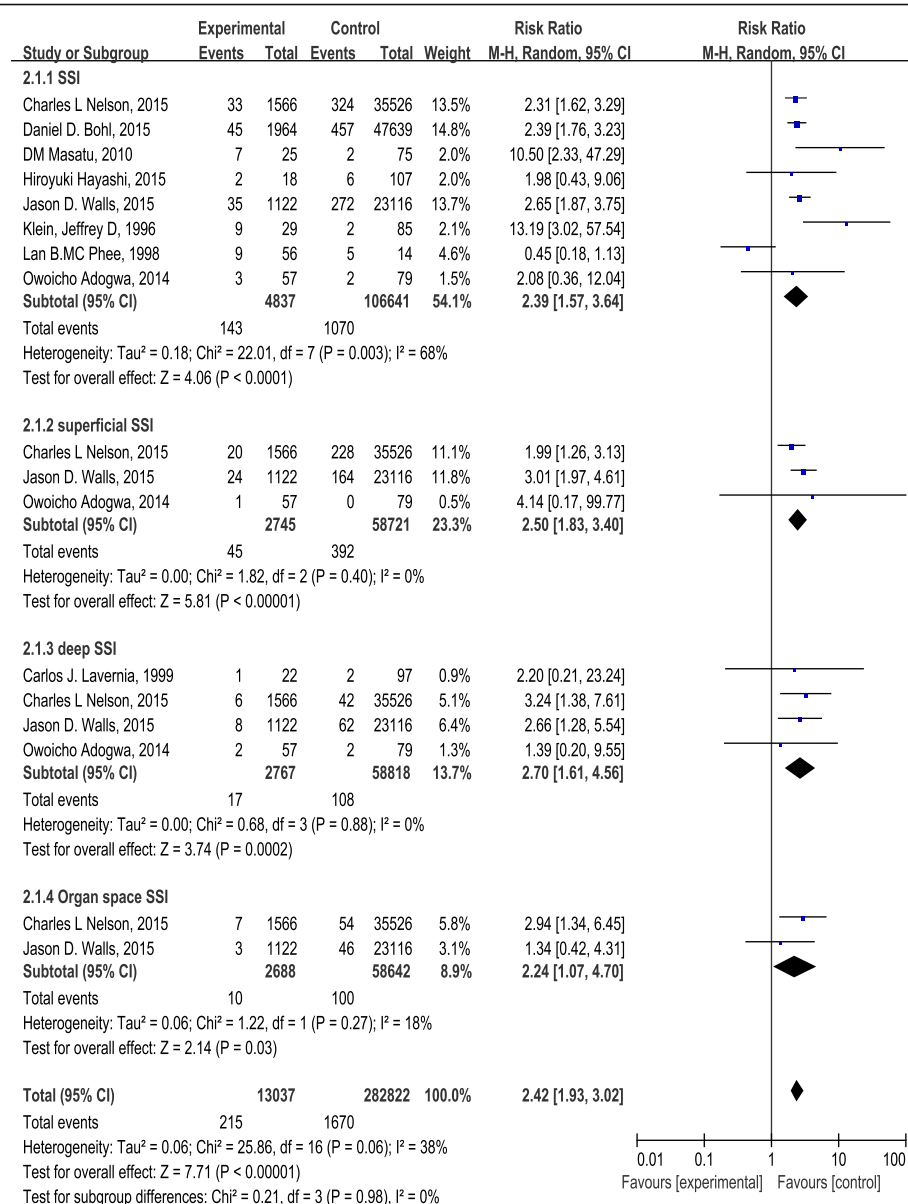 Experimental Control Risk Ratio Risk Ratio
Study or Subgroup Events Total Events Total Weight M-H, Random, 95% CI M-H, Random, 95% CI
2.1.1 SSI
Charles L Nelson, 2015 33 1566 324 35526 13.5% 2.31 [1.62, 3.29]
Daniel D. Bohl, 2015 45 1964 457 47639 14.8% 2.39 [1.76, 3.23]
DM Masatu, 2010 7 25 2 75 2.0% 10.50 [2.33, 47.29]
Hiroyuki Hayashi, 2015 2 18 6 107 2.0% 1.98 [0.43, 9.06]
Jason D. Walls, 2015 35 1122 272 23116 13.7% 2.65 [1.87, 3.75]
Klein, Jeffrey D, 1996 9 29 2 85 2.1% 13.19 [3.02, 57.54]
Lan B.MC Phee, 1998 9 56 5 14 4.6% 0.45 [0.18, 1.13]
Owoicho Adogwa, 2014 3 57 2 79 1.5% 2.08 [0.36, 12.04]
Subtotal (95% CI) 4837 106641 54.1% 2.39 [1.57, 3.64]
Total events 143 1070
Heterogeneity: Tau² = 0.18; Chi² = 22.01, df = 7 (P = 0.003); I² = 68%
Test for overall effect: Z = 4.06 (P < 0.0001)
2.1.2 superficial SSI
Charles L Nelson, 2015 20 1566 228 35526 11.1% 1.99 [1.26, 3.13]
Jason D. Walls, 2015 24 1122 164 23116 11.8% 3.01 [1.97, 4.61]
Owoicho Adogwa, 2014 1 57 0 79 0.5% 4.14 [0.17, 99.77]
Subtotal (95% CI) 2745 58721 23.3% 2.50 [1.83, 3.40]
Total events 45 392
Heterogeneity: Tau² = 0.00; Chi² = 1.82, df = 2 (P = 0.40); I² = 0%
Test for overall effect: Z = 5.81 (P < 0.00001)
2.1.3 deep SSI
Carlos J. Lavernia, 1999 1 22 2 97 0.9% 2.20 [0.21, 23.24]
Charles L Nelson, 2015 6 1566 42 35526 5.1% 3.24 [1.38, 7.61]
Jason D. Walls, 2015 8 1122 62 23116 6.4% 2.66 [1.28, 5.54]
Owoicho Adogwa, 2014 2 57 2 79 1.3% 1.39 [0.20, 9.55]
Subtotal (95% CI) 2767 58818 13.7% 2.70 [1.61, 4.56]
Total events 17 108
Heterogeneity: Tau² = 0.00; Chi² = 0.68, df = 3 (P = 0.88); I² = 0%
Test for overall effect: Z = 3.74 (P = 0.0002)
2.1.4 Organ space SSI
Charles L Nelson, 2015 7 1566 54 35526 5.8% 2.94 [1.34, 6.45]
Jason D. Walls, 2015 3 1122 46 23116 3.1% 1.34 [0.42, 4.31]
Subtotal (95% CI) 2688 58642 8.9% 2.24 [1.07, 4.70]
Total events 10 100
Heterogeneity: Tau² = 0.06; Chi² = 1.22, df = 1 (P = 0.27); I² = 18%
Test for overall effect: Z = 2.14 (P = 0.03)
Total (95% CI) 13037 282822 100.0% 2.42 [1.93, 3.02]
Total events 215 1670
Heterogeneity: Tau² = 0.06; Chi² = 25.86, df = 16 (P = 0.06); I² = 38%
0.01 0.1 1 10 100
Test for overall effect: Z = 7.71 (P < 0.00001)
Favours [experimental] Favours [control]
Test for subgroup differences: Chi² = 0.21, df = 3 (P = 0.98), I² = 0%